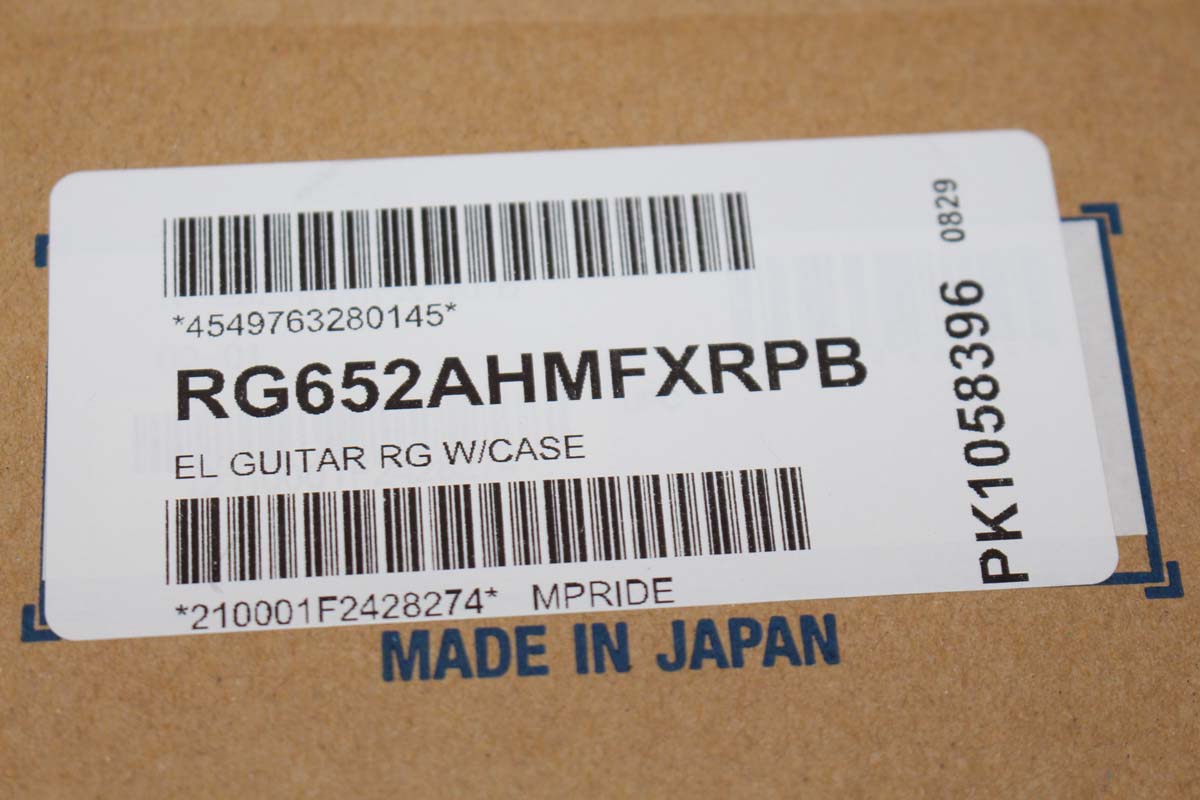 *4549763280145*
RG652AHMFXRPB
EL GUITAR RG W/CASE
*210001F2428274* MPRIDE
PK1058396 0829
MADE IN JAPAN